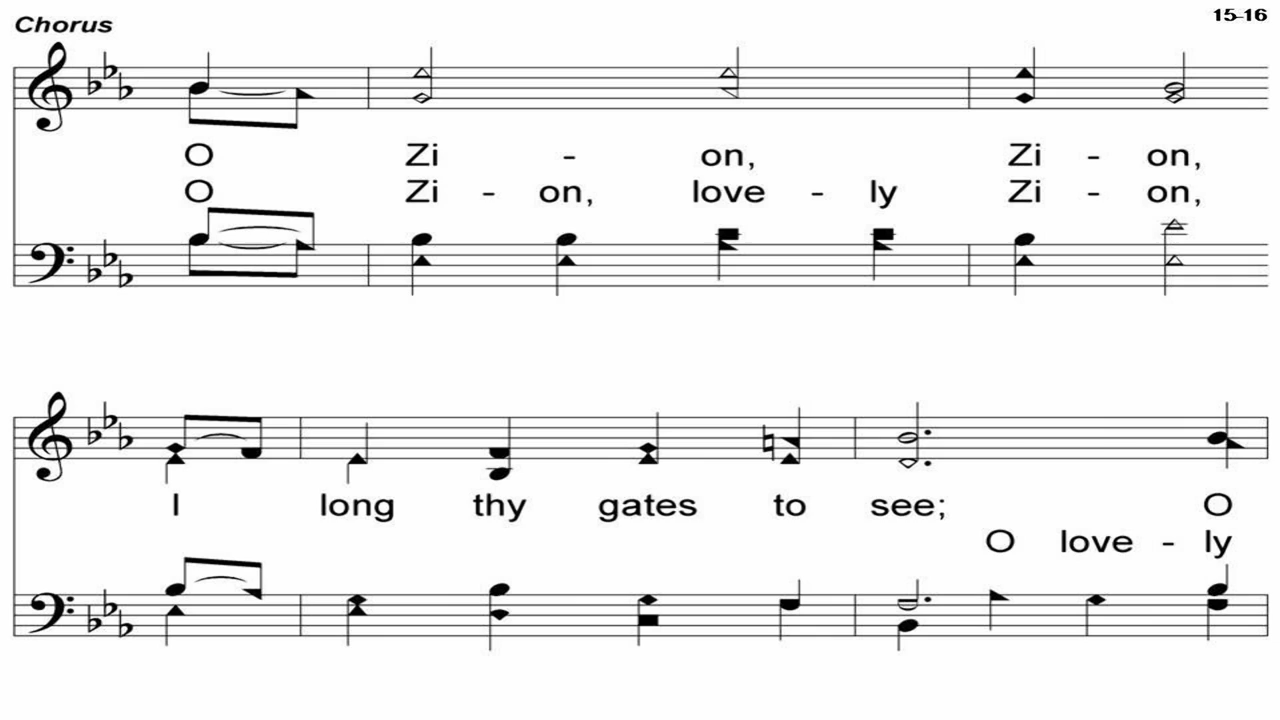 Chorus
15-16
O Zi - on, Zi - on,
O Zi - on, love - ly Zi - on,
I long thy gates to see; O
O love - ly